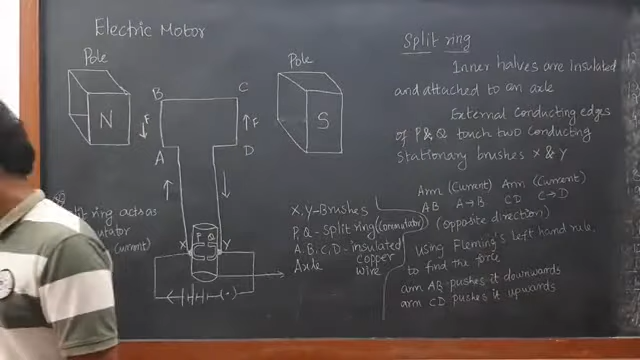 Electric Motor
Pole
Pole
B
C
N
S
F
F
A
D
ring acts as
(current)
P
Q
X
Y
X,Y-Brushes
P,Q-split ring (commutator)
A,B,C,D-insulated
copper
wire
Axle
Split ring
Inner halves are insulated
and attached to an axle
External conducting edges
of P & Q touch two conducting
stationary brushes X & Y
Arm (Current) Arm (Current)
AB A→B CD C→D
(opposite direction)
using Fleming's left hand rule.
to find the force
arm AB pushes it downwards
arm CD pushes it upwards